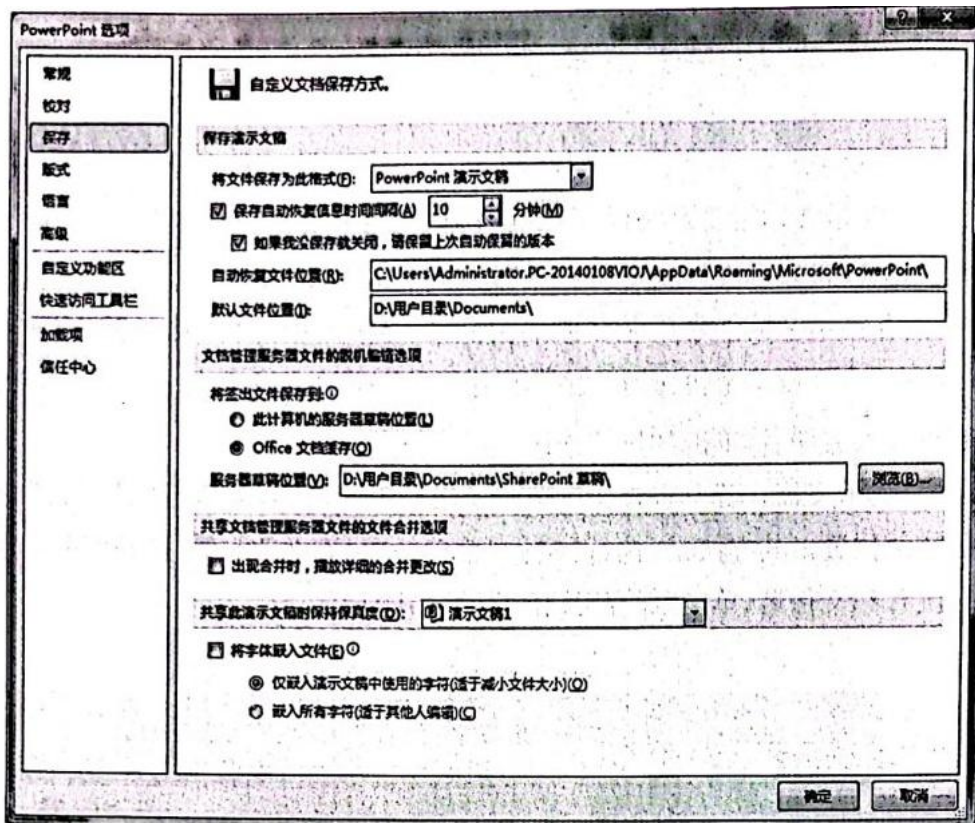 PowerPoint 选项
常规
校对
保存
版式
语言
高级
自定义功能区
快速访问工具栏
加载项
信任中心
自定义文档保存方式。
保存演示文稿
将文件保存为此格式(F): PowerPoint 演示文稿
保存自动恢复信息时间间隔(A) 10 分钟(M)
如果我没保存就关闭，请保留上次自动保留的版本
自动恢复文件位置(R): C:\Users\Administrator.PC-20140108VIOJ\AppData\Roaming\Microsoft\PowerPoint\
默认文件位置(I): D:\用户目录\Documents\
文档管理服务器文件的脱机编辑选项
将签出文件保存到:
此计算机的服务器草稿位置(L)
Office 文档缓存(O)
服务器草稿位置(V): D:\用户目录\Documents\SharePoint 草稿\ 浏览(B)...
共享文档管理服务器文件的文件合并选项
出现合并时，播放详细的合并更改(S)
共享此演示文稿时保持保真度(D): 演示文稿1
将字体嵌入文件(E)
仅嵌入演示文稿中使用的字符(适于减小文件大小)(O)
嵌入所有字符(适于其他人编辑)(C)
确定 取消